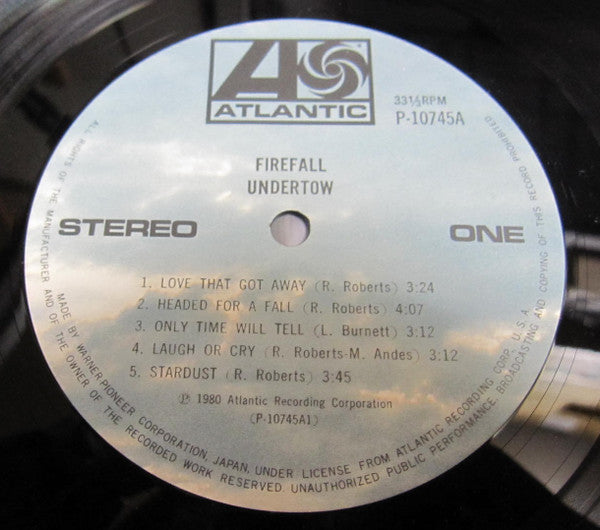 ATLANTIC
33 1/3 RPM
P-10745A
FIREFALL
UNDERTOW
STEREO
ONE
1. LOVE THAT GOT AWAY (R. Roberts) 3:24
2. HEADED FOR A FALL (R. Roberts) 4:07
3. ONLY TIME WILL TELL (L. Burnett) 3:12
4. LAUGH OR CRY (R. Roberts-M. Andes) 3:12
5. STARDUST (R. Roberts) 3:45
Ⓟ 1980 Atlantic Recording Corporation
(P-10745A1)
ALL RIGHTS OF THE MANUFACTURER AND OF THE OWNER OF THE RECORDED WORK RESERVED. UNAUTHORIZED PUBLIC PERFORMANCE, BROADCASTING AND COPYING OF THIS RECORD PROHIBITED
MADE BY WARNER-PIONEER CORPORATION, JAPAN, UNDER LICENSE FROM ATLANTIC RECORDING CORP., U.S.A.